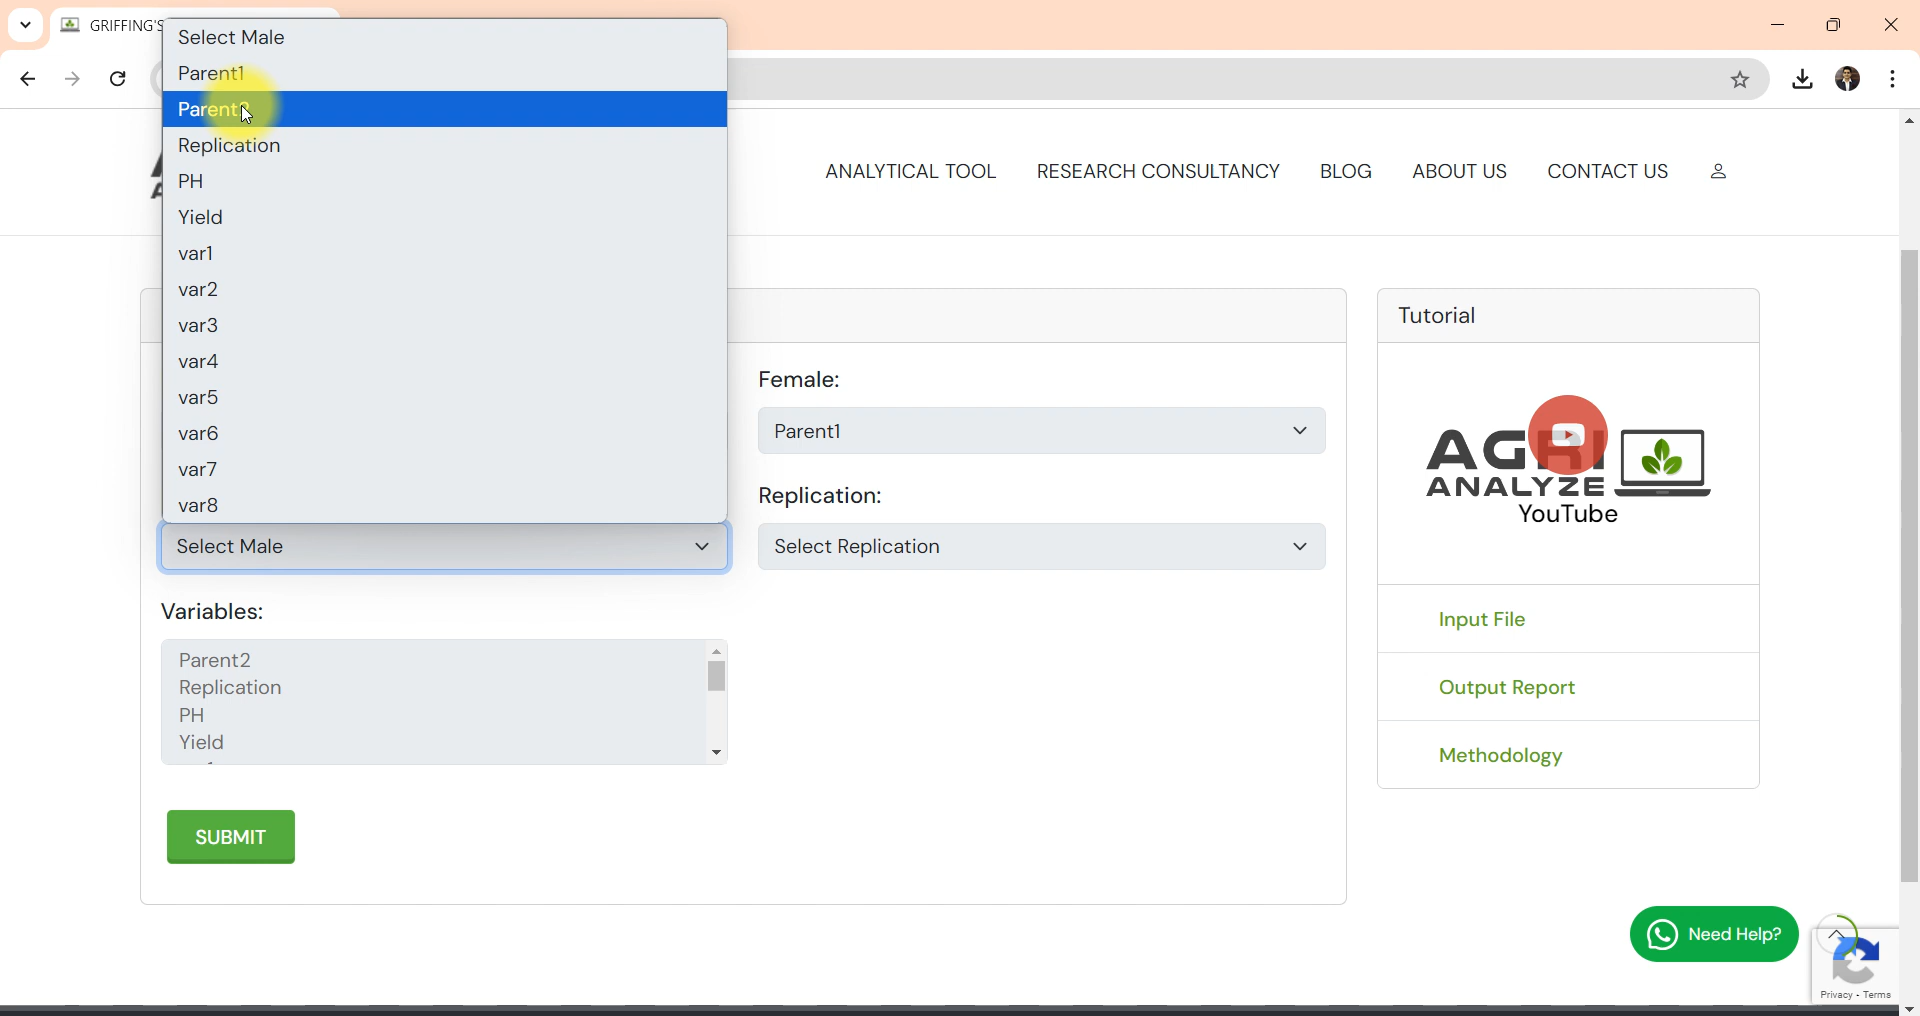 GRIFFING'S
Select Male
Parent1
Parent2
Replication
PH
Yield
var1
var2
var3
var4
var5
var6
var7
var8
ANALYTICAL TOOL
RESEARCH CONSULTANCY
BLOG
ABOUT US
CONTACT US
Female:
Parent1
Replication:
Select Male
Select Replication
Variables:
Parent2
Replication
PH
Yield
SUBMIT
Tutorial
AGRI
ANALYZE
YouTube
Input File
Output Report
Methodology
Need Help?
Privacy - Terms